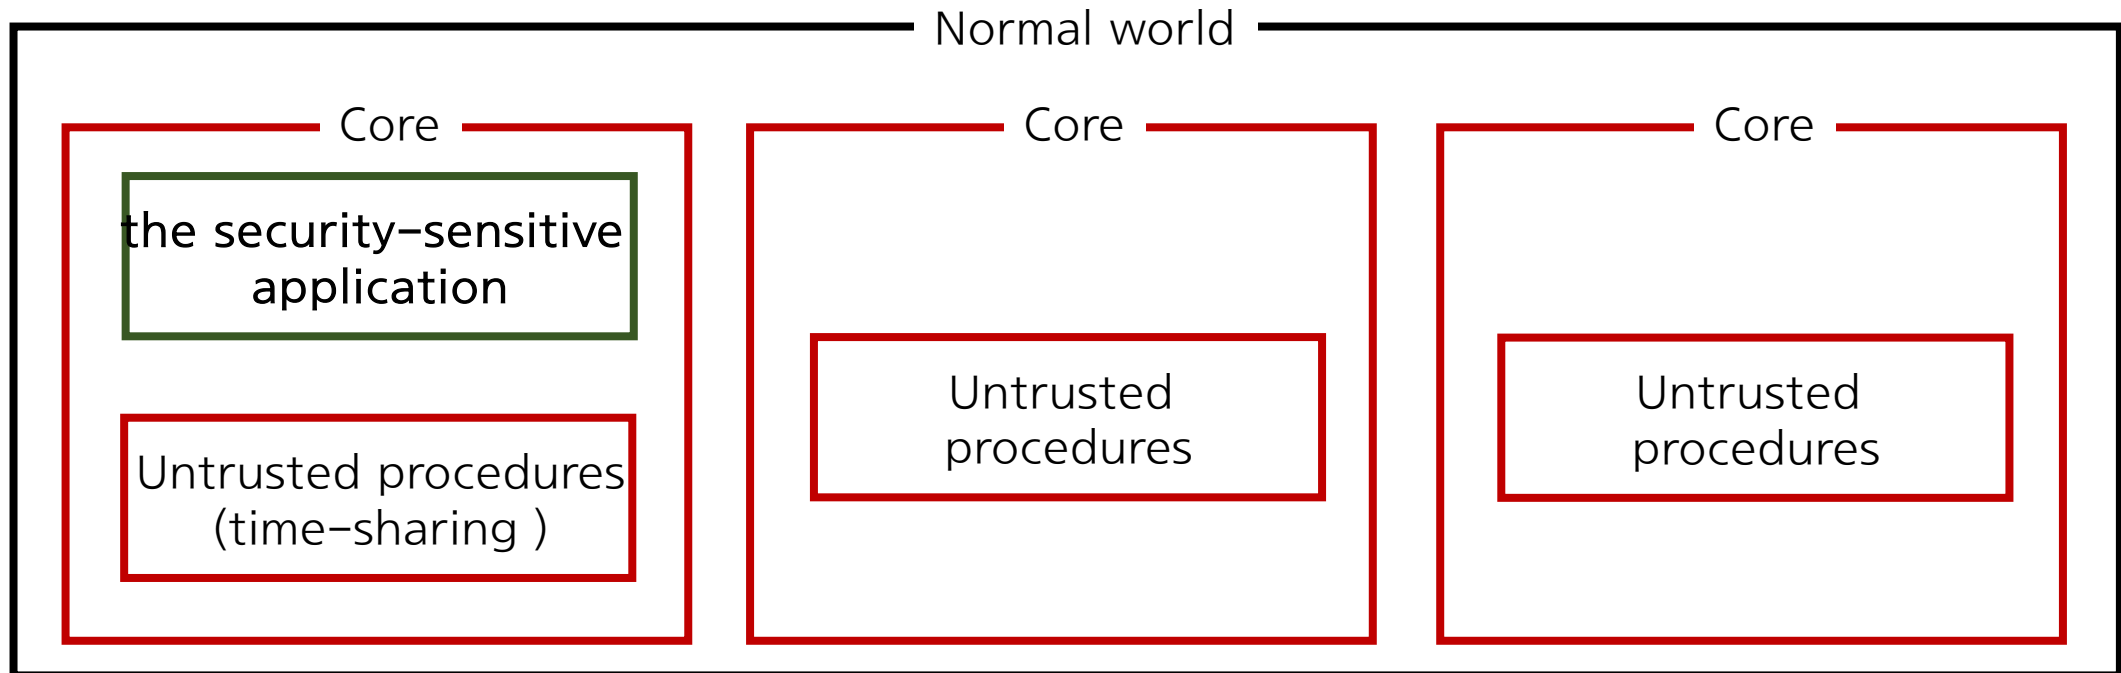 Normal world
Core
the security-sensitive
application
Untrusted procedures
(time-sharing )
Core
Untrusted
procedures
Core
Untrusted
procedures